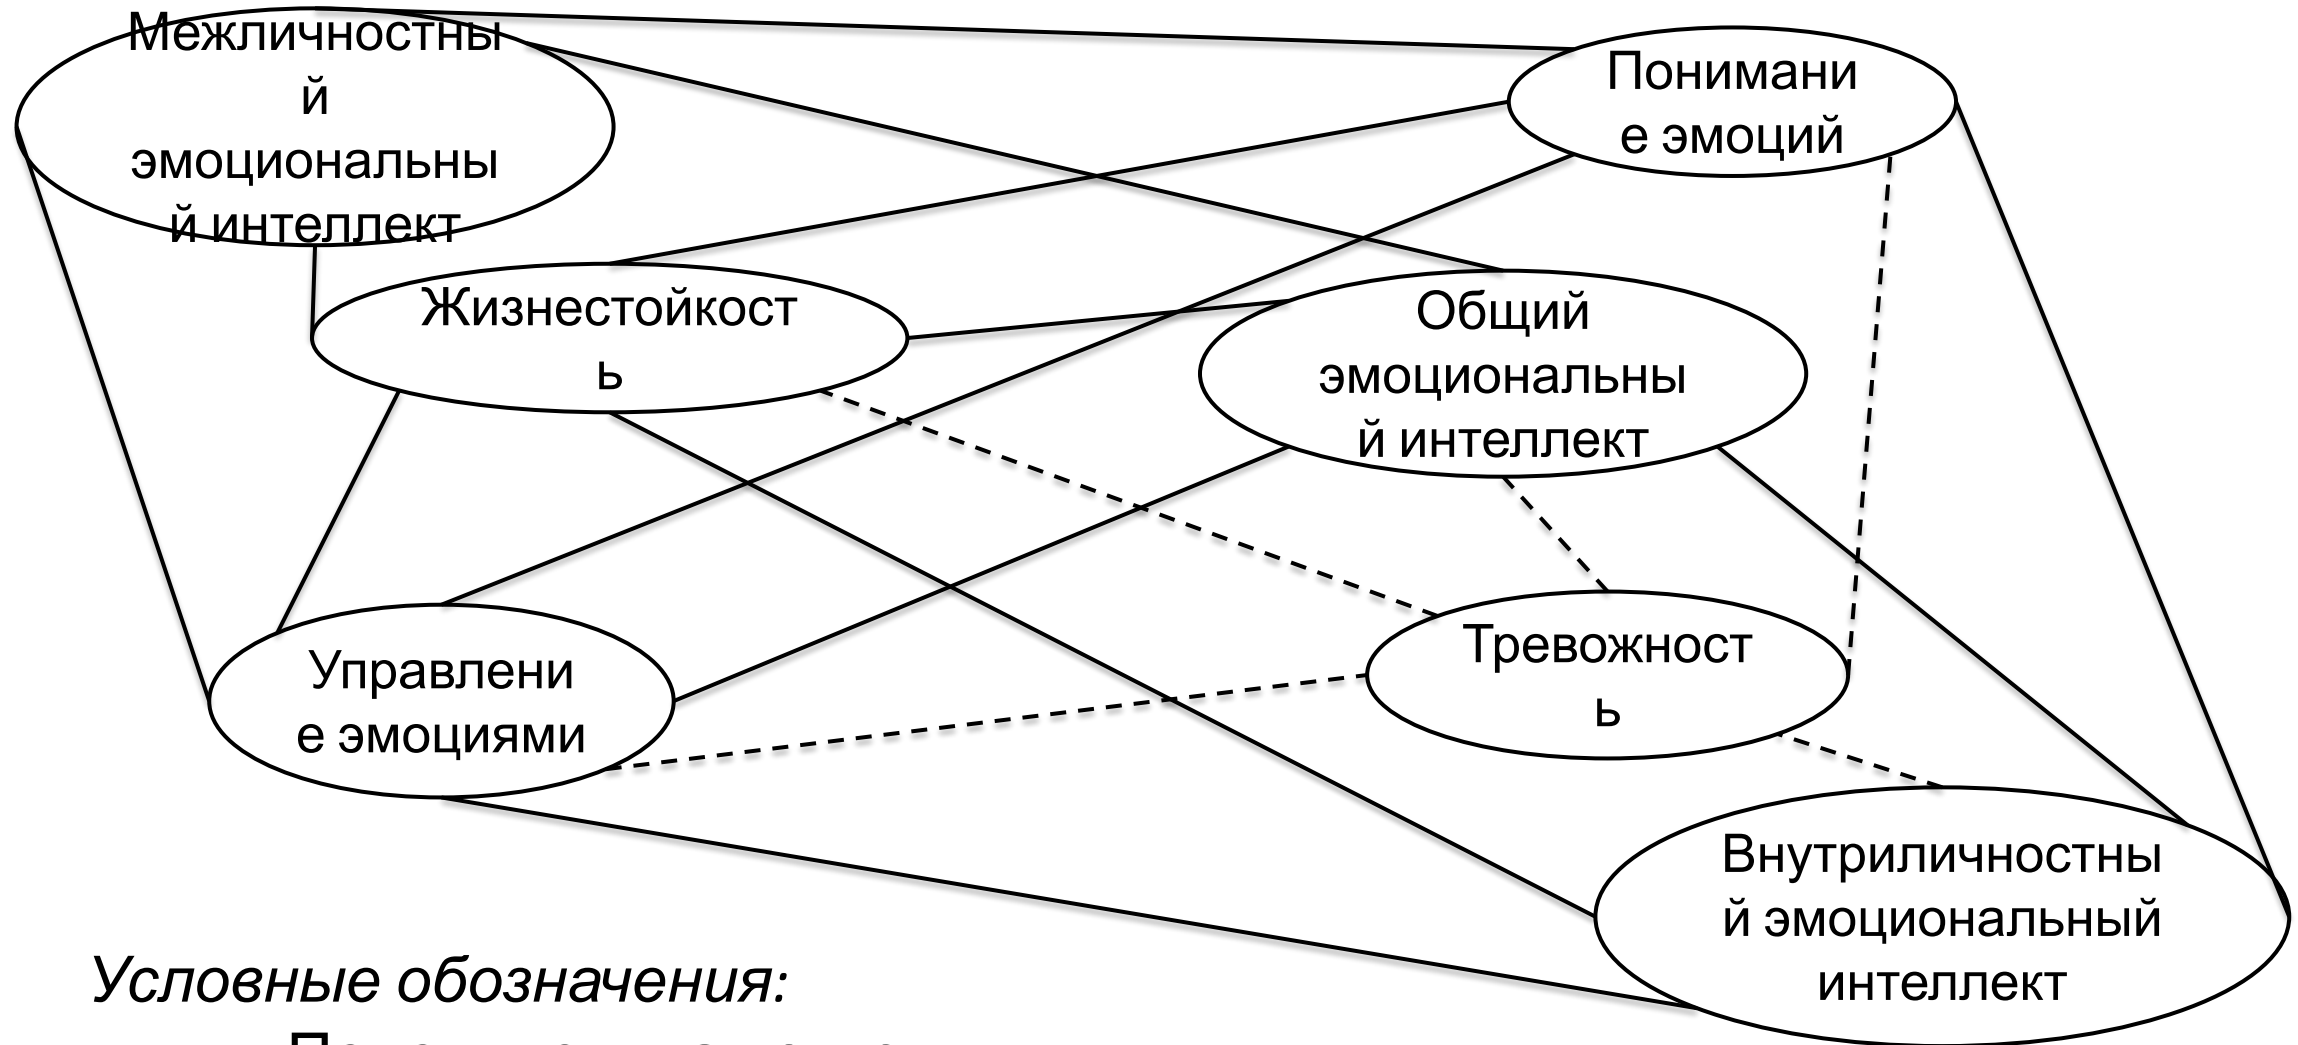 Межличностны
й
эмоциональны
й интеллект
Понимани
е эмоций
Жизнестойкост
ь
Общий
эмоциональны
й интеллект
Управлени
е эмоциями
Тревожност
ь
Внутриличностны
й эмоциональный
интеллект
Условные обозначения: